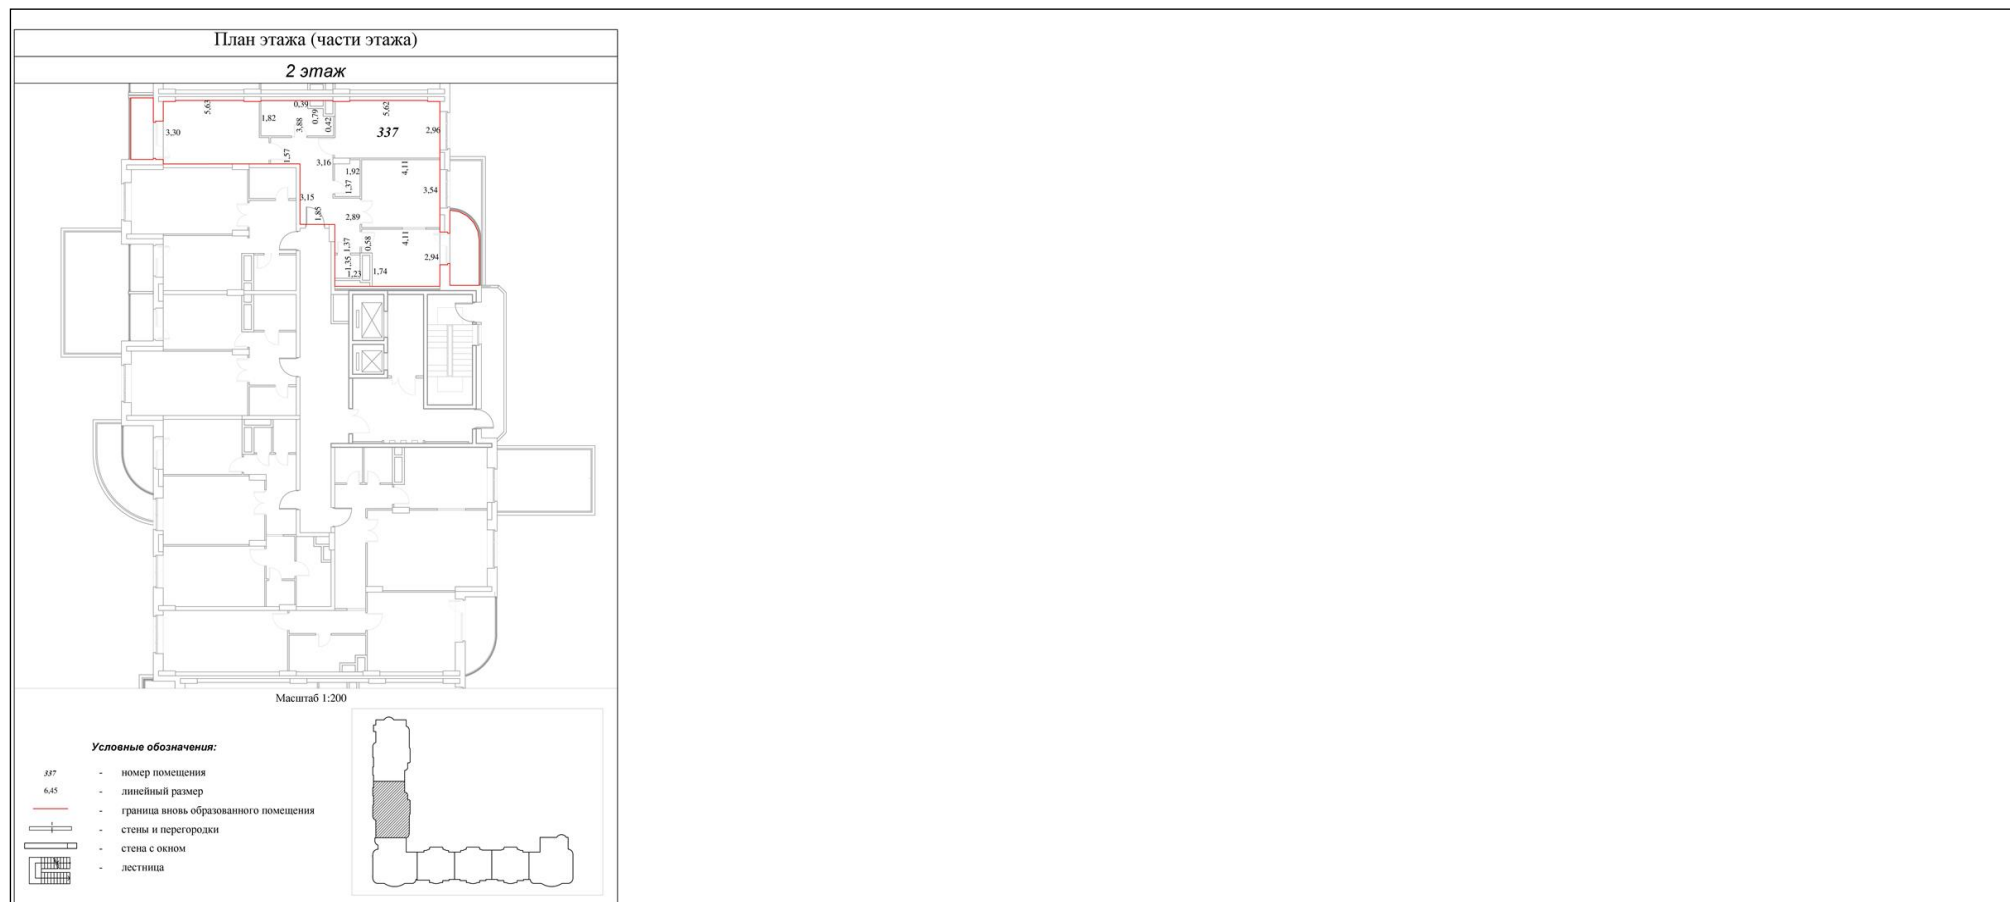 План этажа (части этажа)
2 этаж
5,63
0,39
5,62
1,82
3,88
0,79
0,42
337
2,96
3,30
1,57
3,16
1,92
4,11
1,37
3,54
3,15
1,85
2,89
1,37
0,58
4,11
1,35
1,23
1,74
2,94
Масштаб 1:200
Условные обозначения:
337 - номер помещения
6,45 - линейный размер
- граница вновь образованного помещения
- стены и перегородки
- стена с окном
- лестница